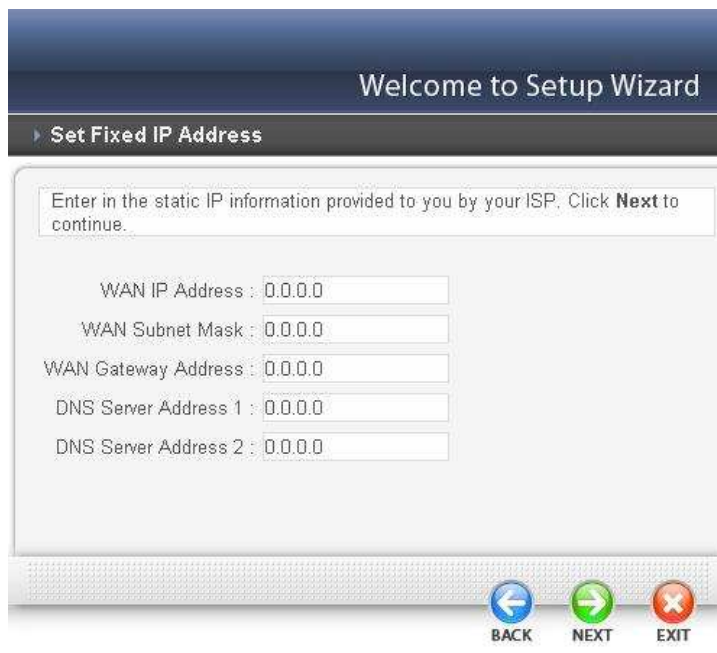 Welcome to Setup Wizard
Set Fixed IP Address
Enter in the static IP information provided to you by your ISP. Click Next to
continue.
WAN IP Address : 0.0.0.0
WAN Subnet Mask : 0.0.0.0
WAN Gateway Address : 0.0.0.0
DNS Server Address 1 : 0.0.0.0
DNS Server Address 2 : 0.0.0.0
BACK NEXT EXIT